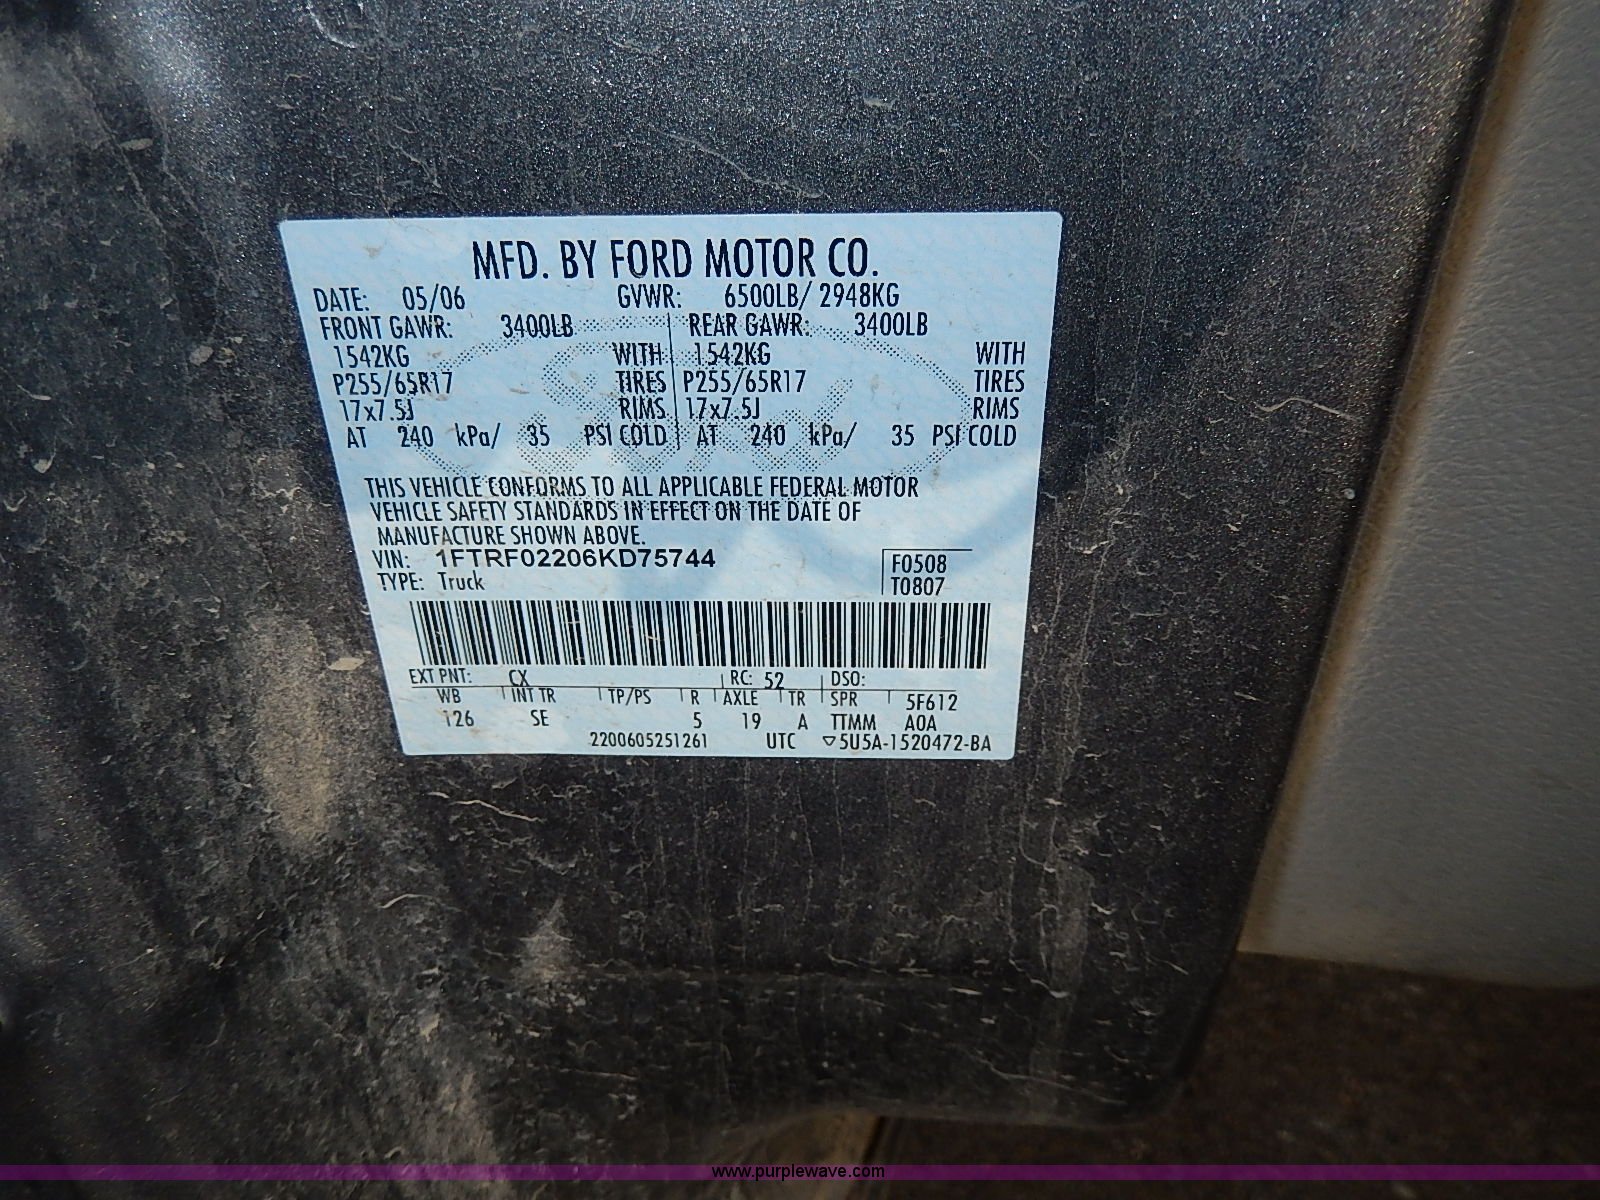 MFD. BY FORD MOTOR CO.
DATE: 05/06 GVWR: 6500LB/ 2948KG
FRONT GAWR: 3400LB REAR GAWR: 3400LB
1542KG WITH 1542KG WITH
P255/65R17 TIRES P255/65R17 TIRES
17x7.5J RIMS 17x7.5J RIMS
AT 240 kPa/ 35 PSI COLD AT 240 kPa/ 35 PSI COLD
THIS VEHICLE CONFORMS TO ALL APPLICABLE FEDERAL MOTOR
VEHICLE SAFETY STANDARDS IN EFFECT ON THE DATE OF
MANUFACTURE SHOWN ABOVE.
VIN: 1FTRF02206KD75744 F0508
TYPE: Truck T0807
EXT PNT: CX RC: 52 DSO:
WB INT TR TP/PS R AXLE TR SPR 5F612
126 SE 5 19 A TTMM A0A
2200605251261 UTC ▽5U5A-1520472-BA
www.purplewave.com